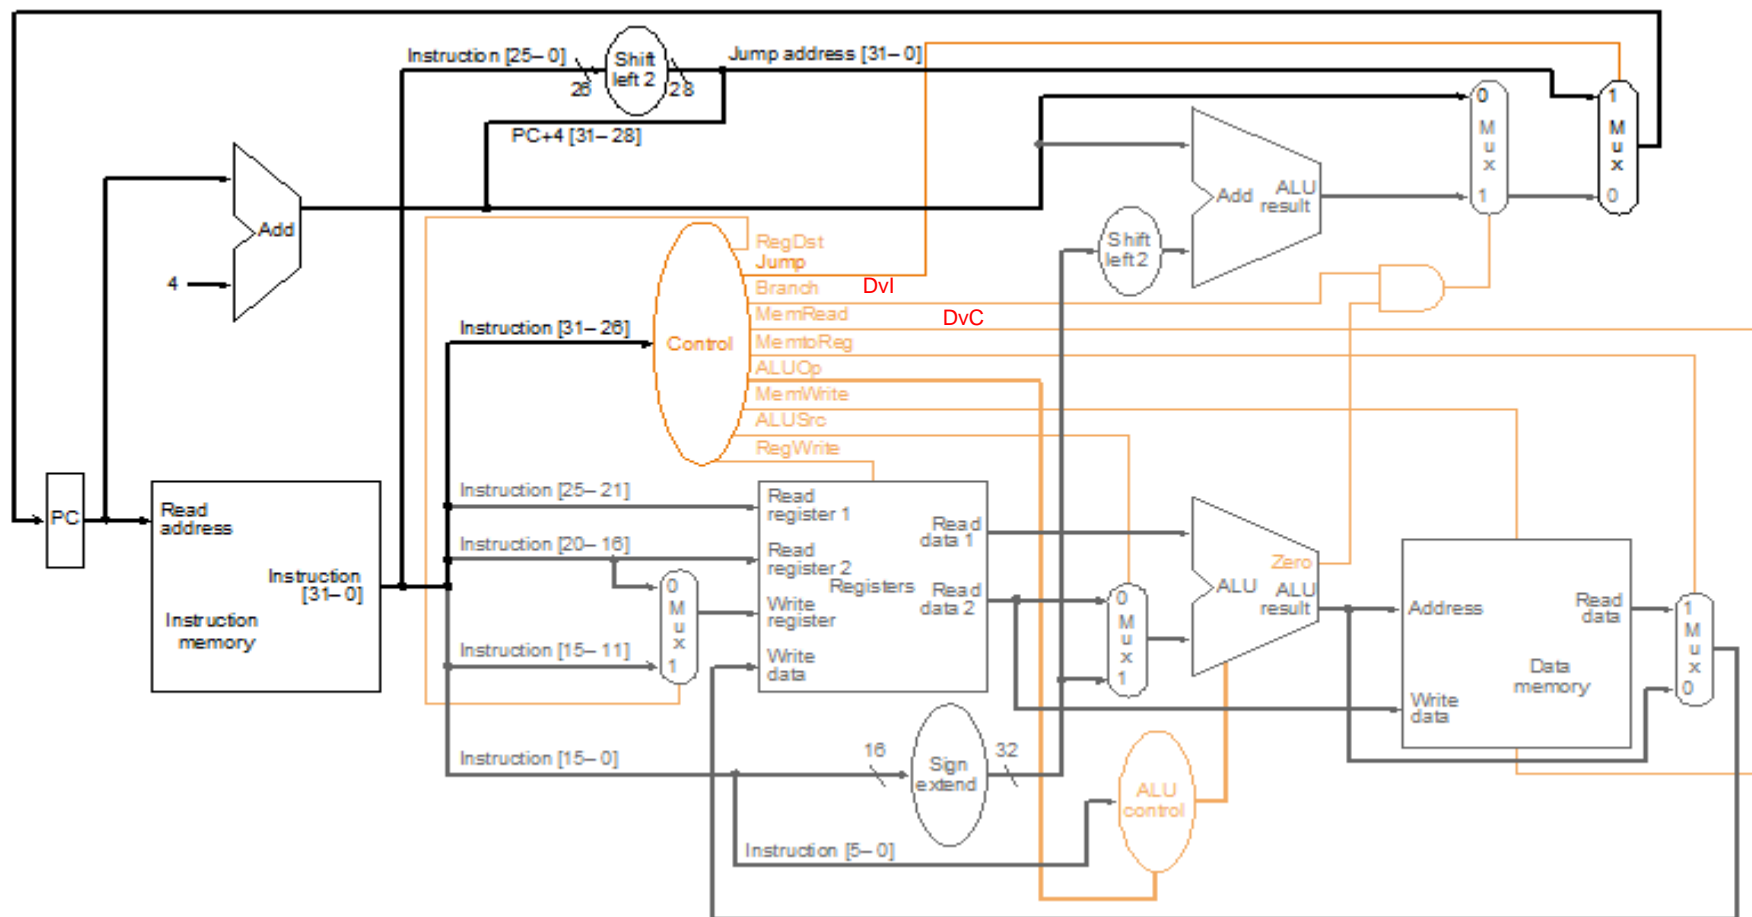 Instruction [25–0]
26
Shift
left 2
28
Jump address [31–0]
PC+4 [31–28]
0
M
u
x
1
1
M
u
x
0
Add
4
Add
ALU
result
Shift
left 2
RegDst
Jump
Branch
DvI
MemRead
DvC
MemtoReg
ALUOp
MemWrite
ALUSrc
RegWrite
Control
Instruction [31–26]
PC
Read
address
Instruction
[31–0]
Instruction
memory
Instruction [25–21]
Instruction [20–16]
Instruction [15–11]
0
M
u
x
1
Read
register 1
Read
register 2
Write
register
Write
data
Registers
Read
data 1
Read
data 2
0
M
u
x
1
Zero
ALU
ALU
result
Address
Write
data
Read
data
Data
memory
1
M
u
x
0
Instruction [15–0]
16
Sign
extend
32
ALU
control
Instruction [5–0]